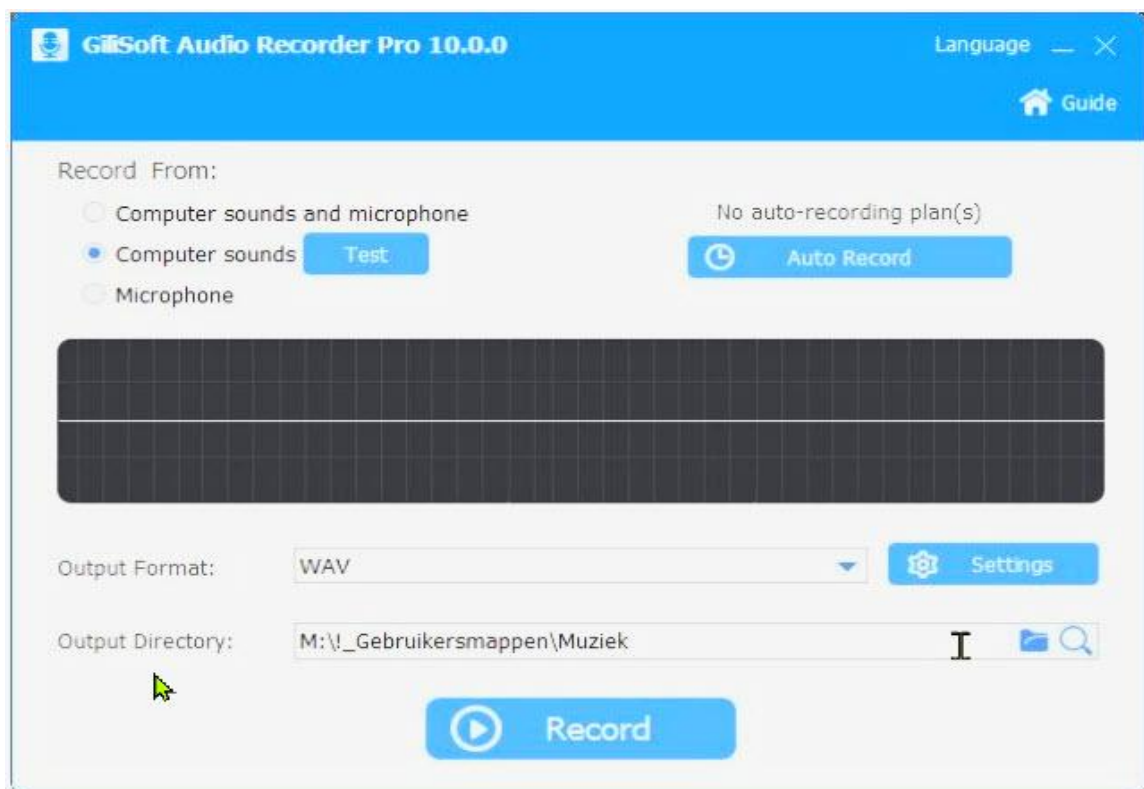 GiliSoft Audio Recorder Pro 10.0.0
Language
Guide
Record From:
Computer sounds and microphone
No auto-recording plan(s)
Computer sounds
Test
Auto Record
Microphone
Output Format:
WAV
Settings
Output Directory:
M:\!_Gebruikersmappen\Muziek
Record